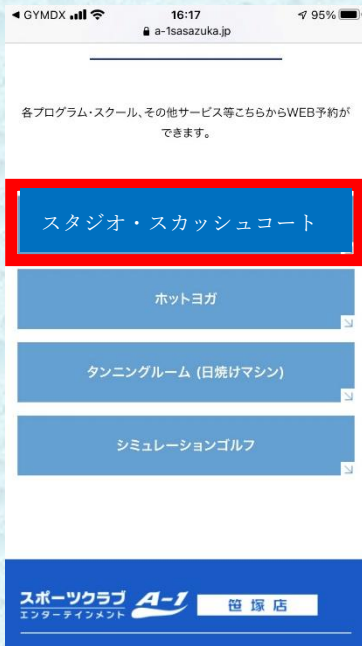 GYMDX 16:17 95%
a-1sasazuka.jp
各プログラム・スクール、その他サービス等こちらからWEB予約が
できます。
スタジオ・スカッシュコート
ホットヨガ
タンニングルーム (日焼けマシン)
シミュレーションゴルフ
スポーツクラブ A-1 笹塚店
エンターテインメント